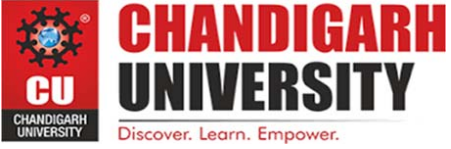 ®
CU
CHANDIGARH
UNIVERSITY
CHANDIGARH
UNIVERSITY
Discover. Learn. Empower.